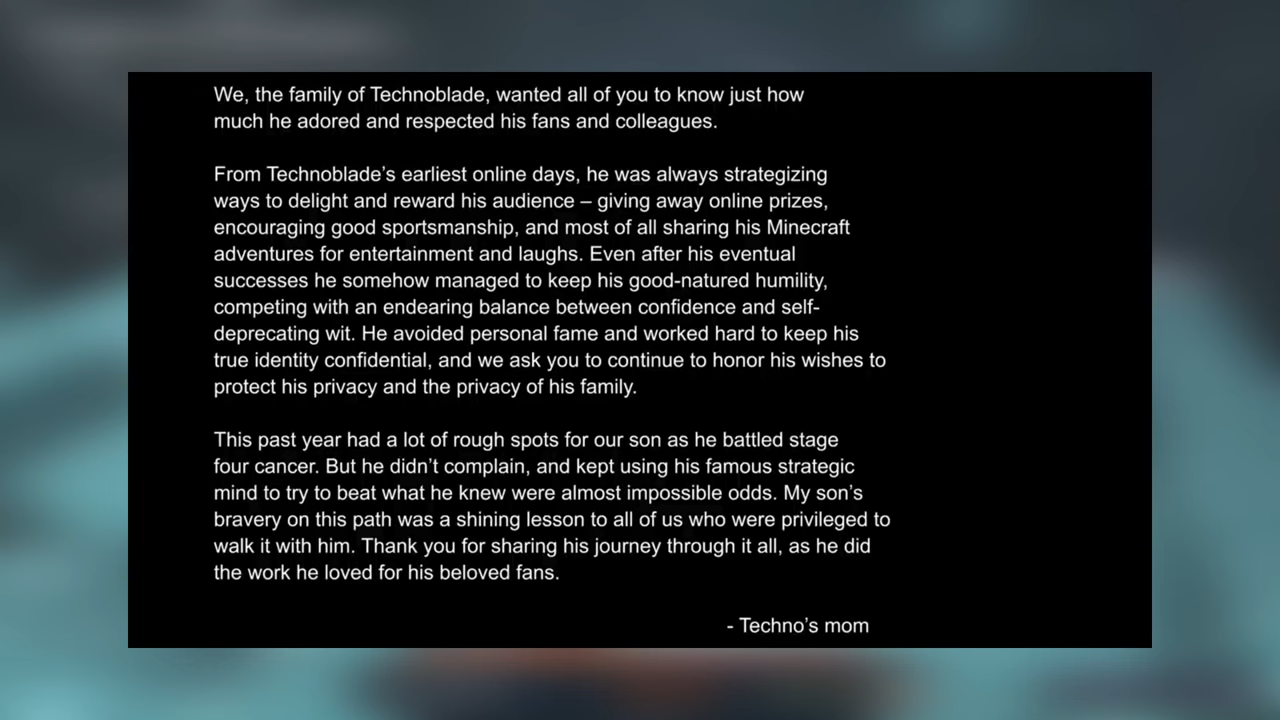 We, the family of Technoblade, wanted all of you to know just how
much he adored and respected his fans and colleagues.
From Technoblade’s earliest online days, he was always strategizing
ways to delight and reward his audience – giving away online prizes,
encouraging good sportsmanship, and most of all sharing his Minecraft
adventures for entertainment and laughs. Even after his eventual
successes he somehow managed to keep his good-natured humility,
competing with an endearing balance between confidence and self-
deprecating wit. He avoided personal fame and worked hard to keep his
true identity confidential, and we ask you to continue to honor his wishes to
protect his privacy and the privacy of his family.
This past year had a lot of rough spots for our son as he battled stage
four cancer. But he didn’t complain, and kept using his famous strategic
mind to try to beat what he knew were almost impossible odds. My son’s
bravery on this path was a shining lesson to all of us who were privileged to
walk it with him. Thank you for sharing his journey through it all, as he did
the work he loved for his beloved fans.
- Techno’s mom